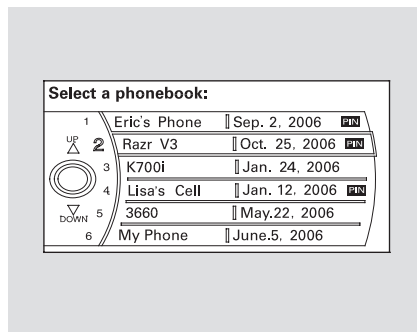 Select a phonebook:
1 Eric's Phone Sep. 2, 2006 PIN
UP 2 Razr V3 Oct. 25, 2006 PIN
3 K700i Jan. 24, 2006
4 Lisa's Cell Jan. 12, 2006 PIN
DOWN 5 3660 May.22, 2006
6 My Phone June.5, 2006